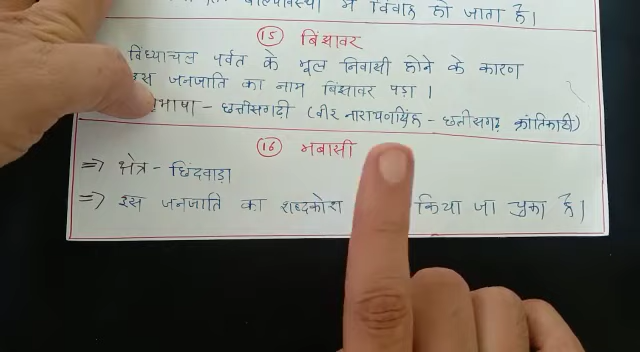 में विवाह हो जाता है।
(15) बिंझवार
विंध्याचल पर्वत के मूल निवासी होने के कारण
इस जनजाति का नाम बिंझवार पड़ा।
भाषा - छत्तीसगढ़ी (वीर नारायणसिंह - छत्तीसगढ़ क्रांतिकारी)
(16) मवासी
⇒ क्षेत्र - छिंदवाड़ा
⇒ इस जनजाति का शब्दकोश किया जा चुका है।